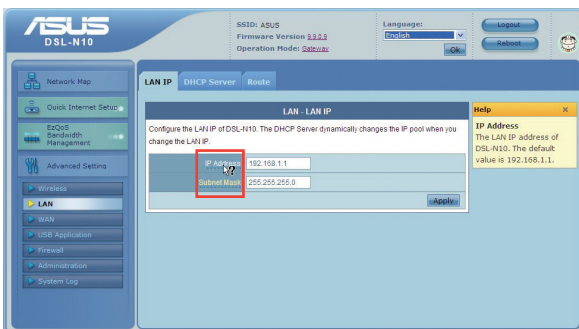 ASUS
DSL-N10
SSID: ASUS
Firmware Version 9.9.9.9
Operation Mode: Gateway
Language:
English
Ok
Logout
Reboot
Network Map
Quick Internet Setup
EzQoS
Bandwidth
Management
Advanced Setting
Wireless
LAN
WAN
USB Application
Firewall
Administration
System Log
LAN IP DHCP Server Route
LAN - LAN IP
Configure the LAN IP of DSL-N10. The DHCP Server dynamically changes the IP pool when you
change the LAN IP.
IP Address 192.168.1.1
Subnet Mask 255.255.255.0
Apply
Help x
IP Address
The LAN IP address of
DSL-N10. The default
value is 192.168.1.1.